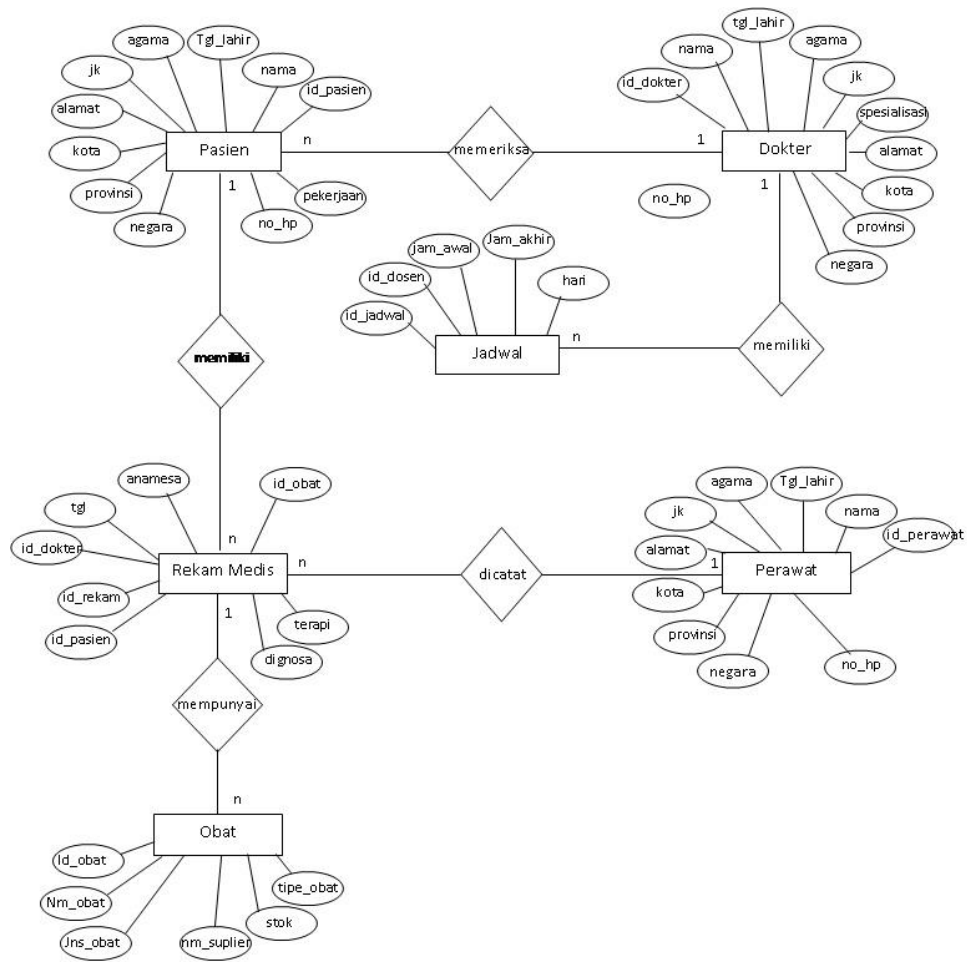 agama
Tgl_lahir
nama
jk
id_pasien
alamat
kota
Pasien
provinsi
negara
no_hp
pekerjaan
n
memeriksa
1
tgl_lahir
nama
agama
id_dokter
jk
spesialisasi
Dokter
alamat
kota
no_hp
provinsi
negara
1
1
Jam_akhir
jam_awal
id_dosen
hari
id_jadwal
Jadwal
n
memiliki
memiliki
anamesa
id_obat
tgl
id_dokter
n
Rekam Medis
n
id_rekam
id_pasien
1
terapi
dignosa
dicatat
agama
Tgl_lahir
jk
nama
id_perawat
alamat
1
Perawat
kota
provinsi
negara
no_hp
mempunyai
n
Obat
Id_obat
Nm_obat
Jns_obat
nm_suplier
stok
tipe_obat